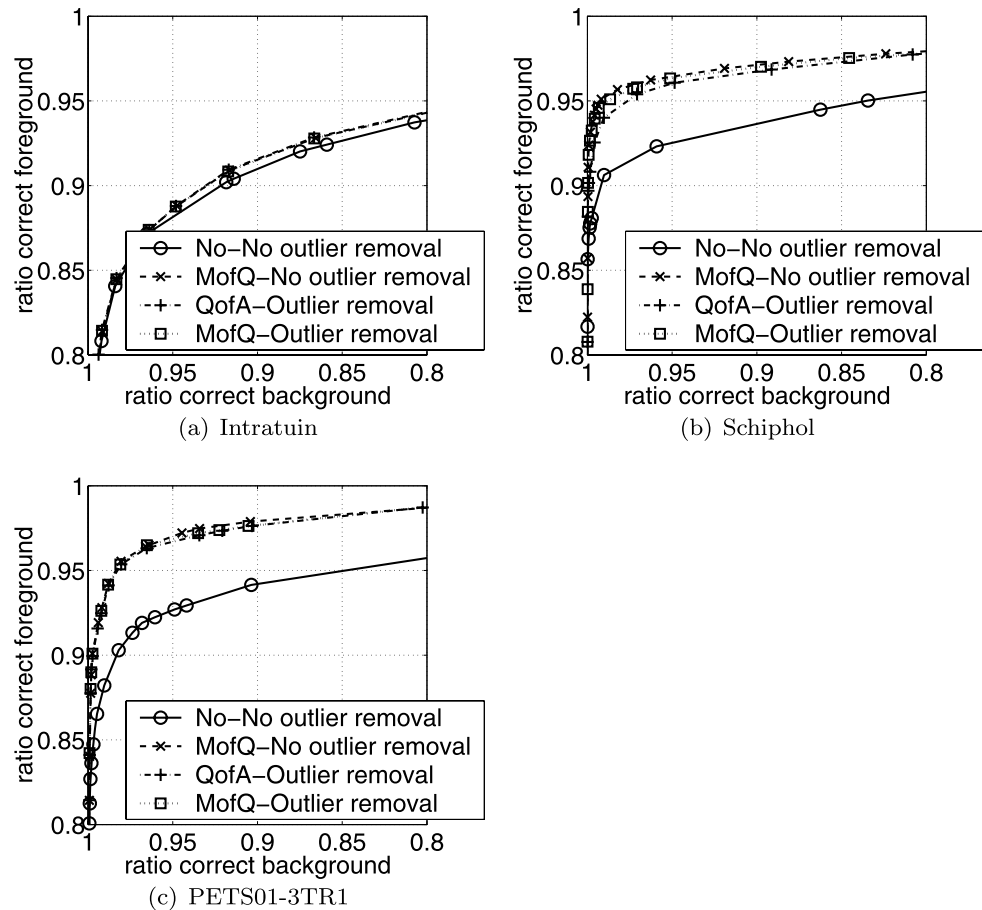 1
0.95
0.9
0.85
0.8
ratio correct foreground
No−No outlier removal
MofQ−No outlier removal
QofA−Outlier removal
MofQ−Outlier removal
1 0.95 0.9 0.85 0.8
ratio correct background
(a) Intratuin
1
0.95
0.9
0.85
0.8
ratio correct foreground
No−No outlier removal
MofQ−No outlier removal
QofA−Outlier removal
MofQ−Outlier removal
1 0.95 0.9 0.85 0.8
ratio correct background
(b) Schiphol
1
0.95
0.9
0.85
0.8
ratio correct foreground
No−No outlier removal
MofQ−No outlier removal
QofA−Outlier removal
MofQ−Outlier removal
1 0.95 0.9 0.85 0.8
ratio correct background
(c) PETS01-3TR1